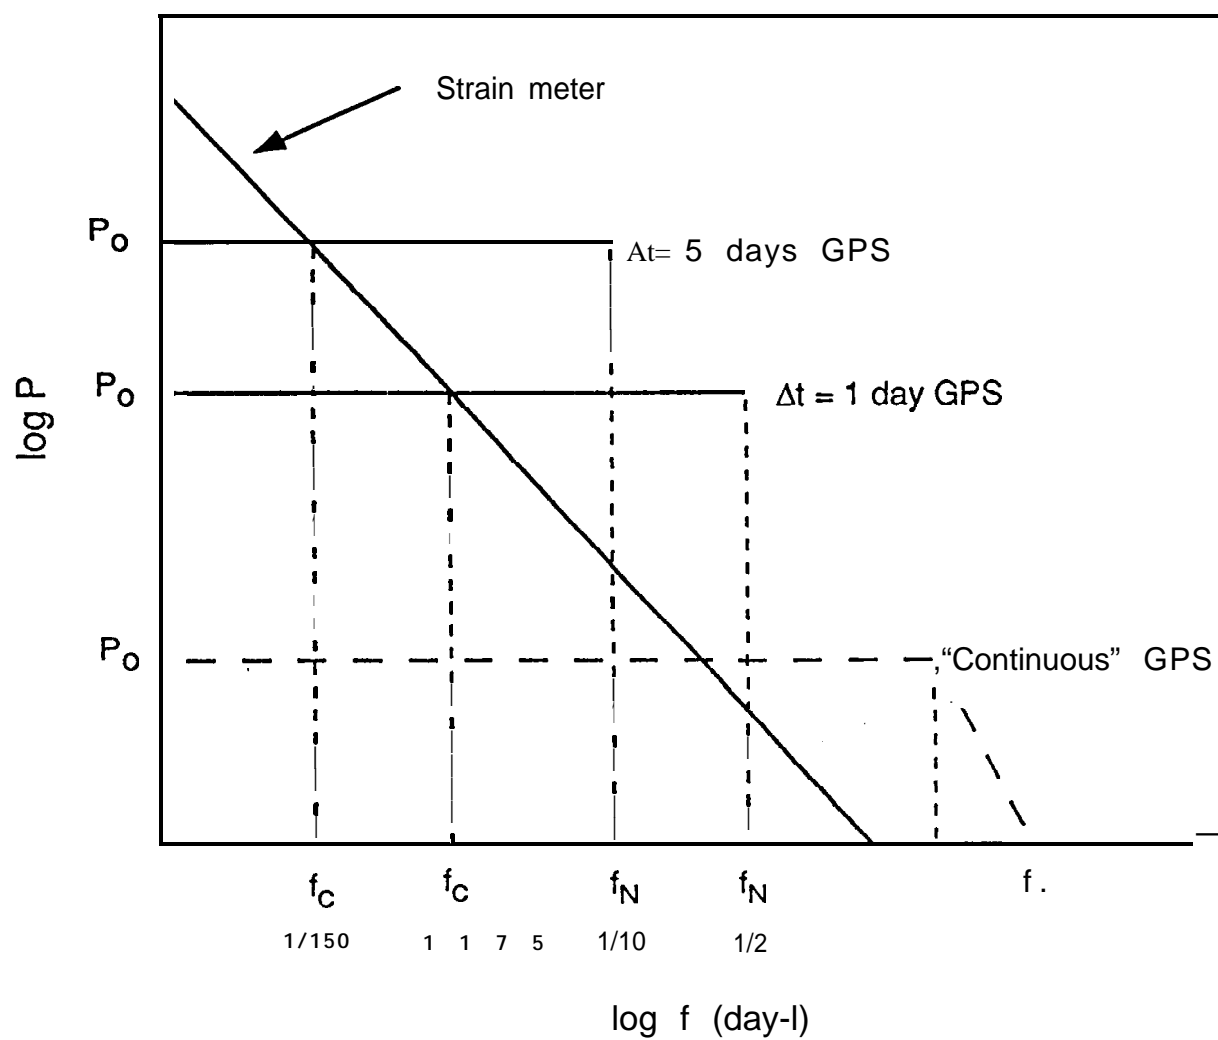 Strain meter
Po
At= 5 days GPS
log P
Po
Δt = 1 day GPS
Po
,“Continuous” GPS
fC
fC
fN
fN
f .
1/150
1 1 7 5
1/10
1/2
log f (day-l)